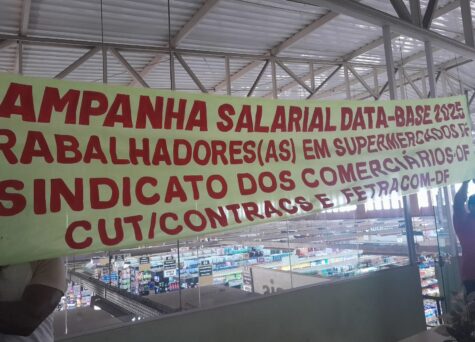 AMPANHA SALARIAL DATA-BASE 2025
RABALHADORES(AS) EM SUPERMERCADOS E
SINDICATO DOS COMERCIÁRIOS-DF
CUT/CONTRACS E FETRACOM-DF